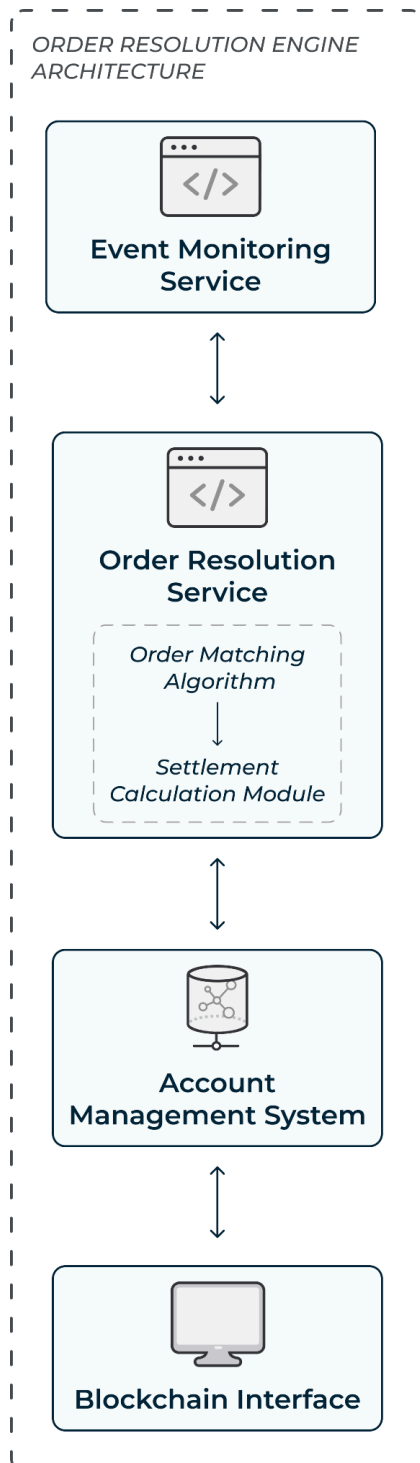 ORDER RESOLUTION ENGINE
ARCHITECTURE
</>
Event Monitoring
Service
</>
Order Resolution
Service
Order Matching
Algorithm
Settlement
Calculation Module
Account
Management System
Blockchain Interface